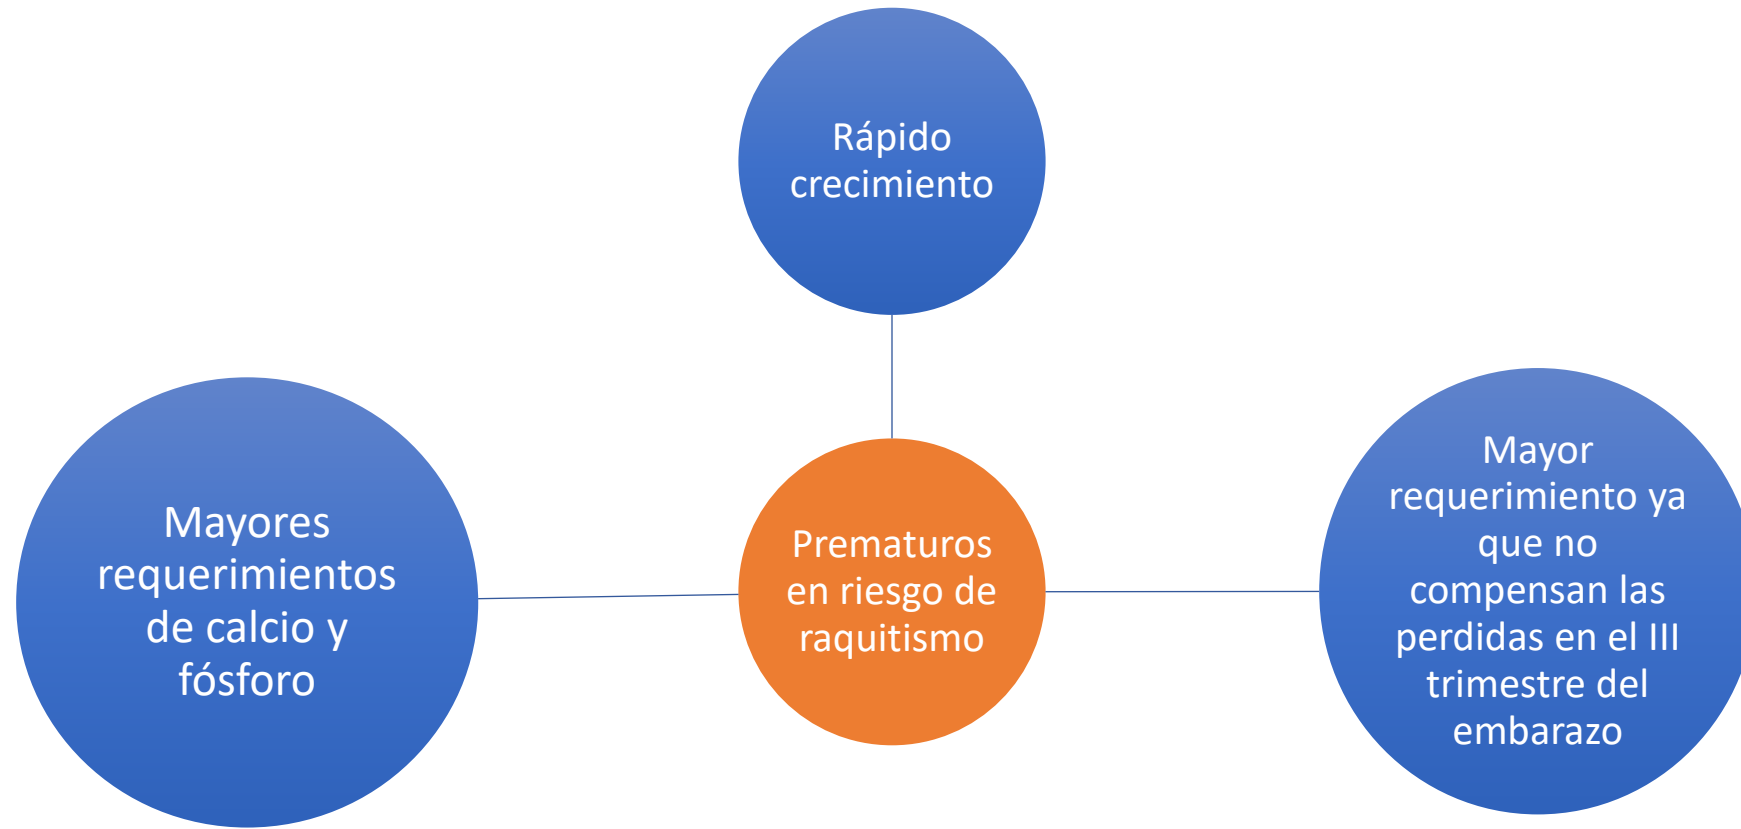 Rápido
crecimiento
Mayores
requerimientos
de calcio y
fósforo
Prematuros
en riesgo de
raquitismo
Mayor
requerimiento ya
que no
compensan las
perdidas en el III
trimestre del
embarazo